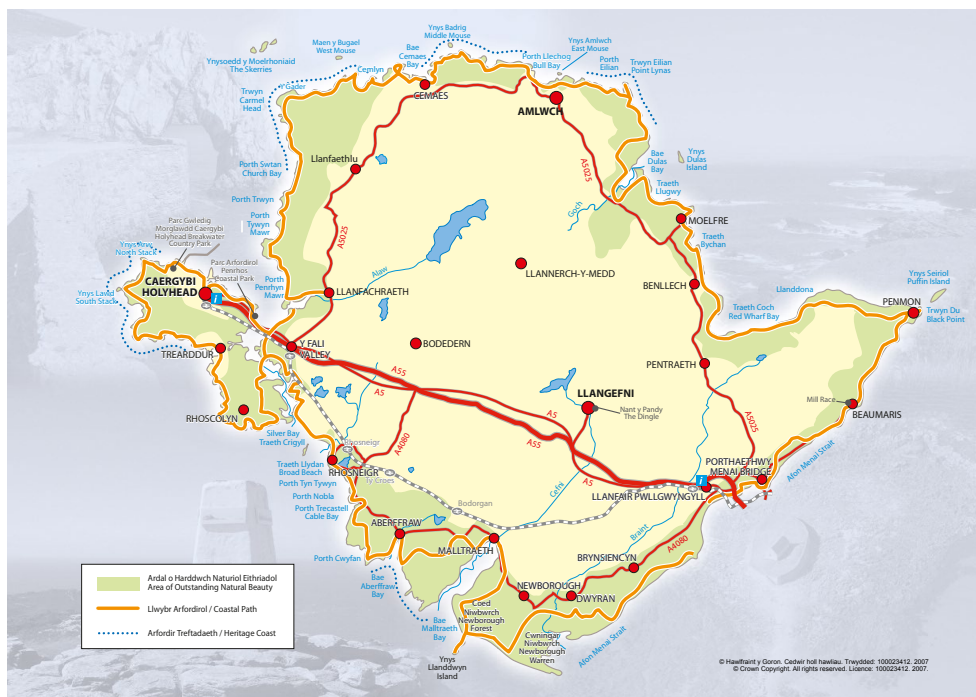 Ynys Badrig
Middle Mouse
Maen y Bugael
West Mouse
Bae
Cemaes
Bay
Ynys Amlwch
East Mouse
Ynysoedd y Moelrhoniaid
The Skerries
Cemlyn
Porth Llechog
Bull Bay
Porth
Eilian
Trwyn Eilian
Point Lynas
Y Gader
CEMAES
Trwyn
Carmel
Head
AMLWCH
Llanfaethlu
Porth Swtan
Church Bay
A5025
Bae
Dulas
Bay
Ynys
Dulas
Island
Traeth
Llugwy
Porth Trwyn
Goch
Porth
Tywyn
Mawr
MOELFRE
Parc Gwledig
Morglawdd Caergybi
Holyhead Breakwater
Country Park
A5025
Traeth
Bychan
Ynys Arw
North Stack
Parc Arfordirol
Penrhos
Coastal Park
Alaw
LLANNERCH-Y-MEDD
CAERGYBI
HOLYHEAD
Porth
Penrhyn
Mawr
Ynys Lawd
South Stack
i
LLANFACHRAETH
BENLLECH
Llanddona
Ynys Seiriol
Puffin Island
PENMON
Traeth Coch
Red Wharf Bay
Trwyn Du
Black Point
TREARDDUR
Y FALI
VALLEY
BODEDERN
PENTRAETH
A55
A5
LLANGEFNI
RHOSCOLYN
Nant y Pandy
The Dingle
Mill Race
BEAUMARIS
A5
Silver Bay
Traeth Crigyll
A4080
A55
A5025
Rhosneigr
Afon Menai Strait
Traeth Llydan
Broad Beach
RHOSNEIGR
Ty Croes
PORTHAETHWY
MENAI BRIDGE
Porth Tyn Tywyn
A5
i
Cefni
LLANFAIR PWLLGWYNGYLL
Porth Nobla
Bodorgan
Porth Trecastell
Cable Bay
ABERFFRAW
Braint
A4080
MALLTRAETH
Porth Cwyfan
BRYNSIENCYN
Bae
Aberffraw
Bay
NEWBOROUGH
DWYRAN
Coed
Niwbwrch
Newborough
Forest
Bae
Malltraeth
Bay
Cwningar
Niwbwrch
Newborough
Warren
Afon Menai Strait
Ynys
Llanddwyn
Island
Ardal o Harddwch Naturiol Eithriadol
Area of Outstanding Natural Beauty
Llwybr Arfordirol / Coastal Path
Arfordir Treftadaeth / Heritage Coast
© Hawlfraint y Goron. Cedwir holl hawliau. Trwydded: 100023412. 2007
© Crown Copyright. All rights reserved. Licence: 100023412. 2007.